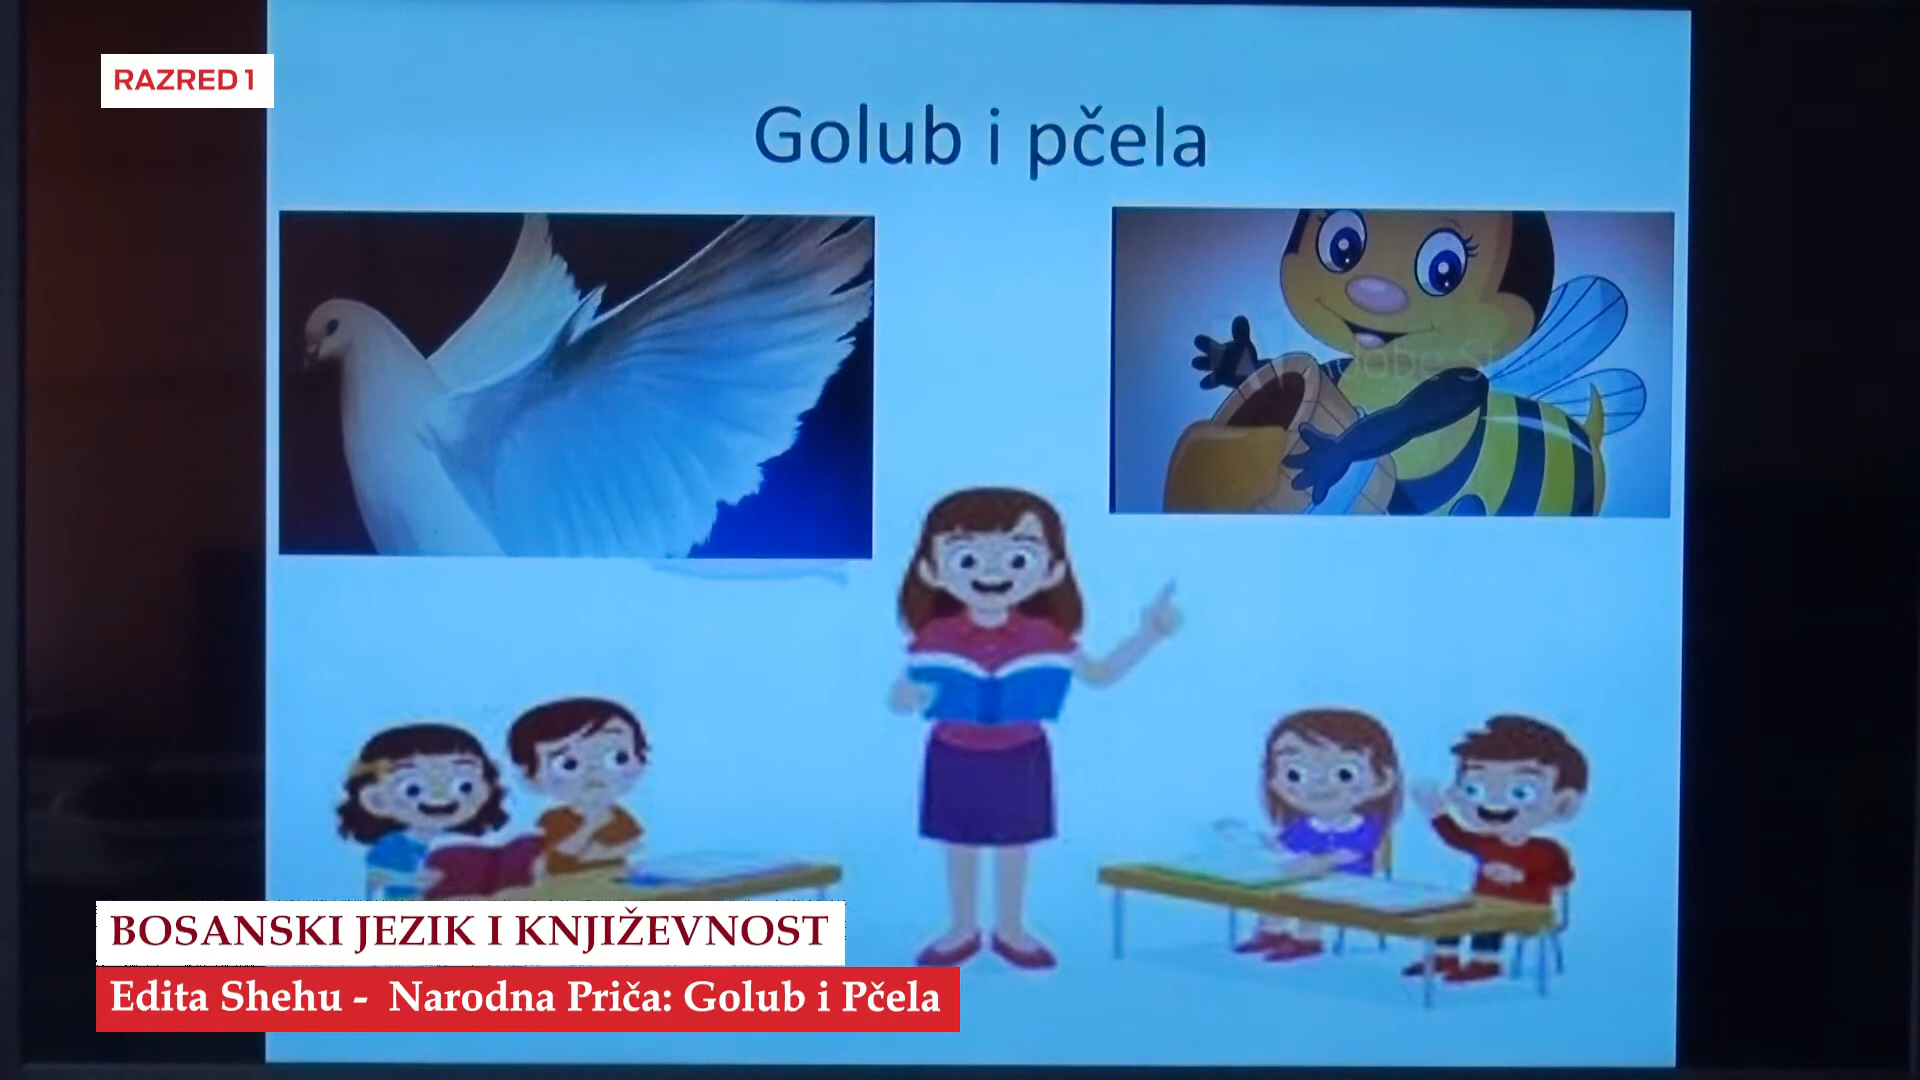 RAZRED 1
Golub i pčela
BOSANSKI JEZIK I KNJIŽEVNOST
Edita Shehu - Narodna Priča: Golub i Pčela